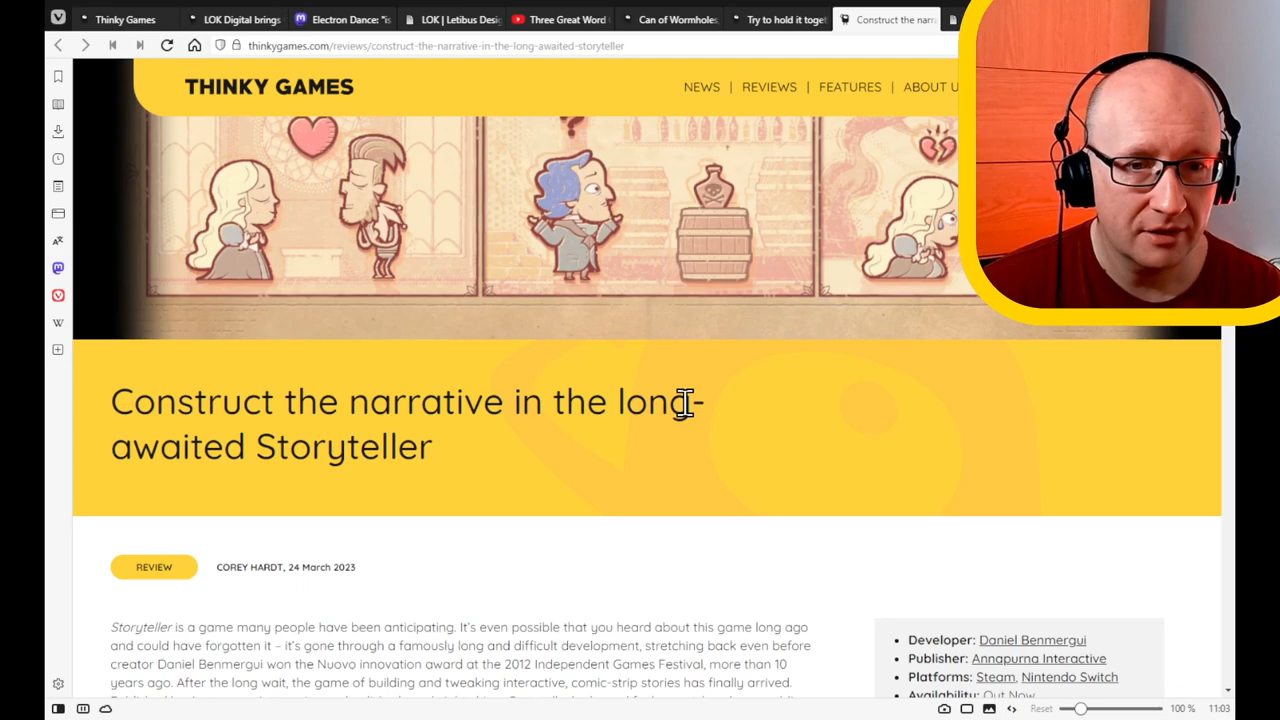 Thinky Games
LOK Digital brings
Electron Dance: "is
LOK | Letibus Desig
Three Great Word
Can of Wormholes,
Try to hold it toget
Construct the narra
thinkygames.com/reviews/construct-the-narrative-in-the-long-awaited-storyteller
THINKY GAMES
NEWS | REVIEWS | FEATURES | ABOUT U
?
Construct the narrative in the long-
awaited Storyteller
REVIEW
COREY HARDT, 24 March 2023
Storyteller is a game many people have been anticipating. It's even possible that you heard about this game long ago
and could have forgotten it – it's gone through a famously long and difficult development, stretching back even before
creator Daniel Benmergui won the Nuovo innovation award at the 2012 Independent Games Festival, more than 10
years ago. After the long wait, the game of building and tweaking interactive, comic-strip stories has finally arrived.
• Developer: Daniel Benmergui
• Publisher: Annapurna Interactive
• Platforms: Steam, Nintendo Switch
• Availability: Out Now
Reset
100 %
11:03